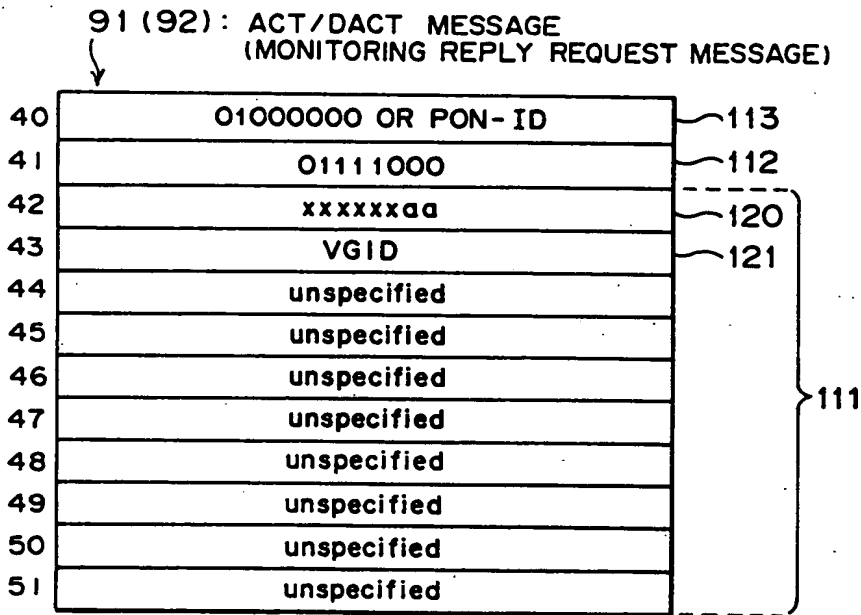 91(92): ACT/DACT MESSAGE
(MONITORING REPLY REQUEST MESSAGE)
40 01000000 OR PON-ID 113
41 01111000 112
42 xxxxxxaa 120
43 VGID 121
44 unspecified
45 unspecified
46 unspecified
47 unspecified 111
48 unspecified
49 unspecified
50 unspecified
51 unspecified